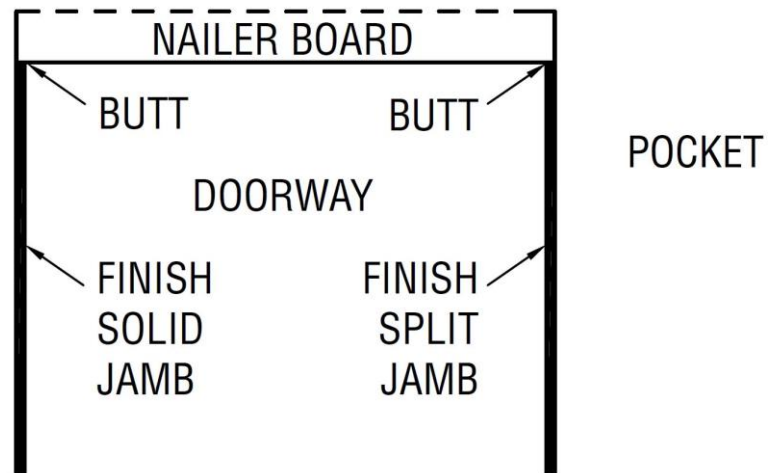 NAILER BOARD
BUTT
BUTT
POCKET
DOORWAY
FINISH
SOLID
JAMB
FINISH
SPLIT
JAMB